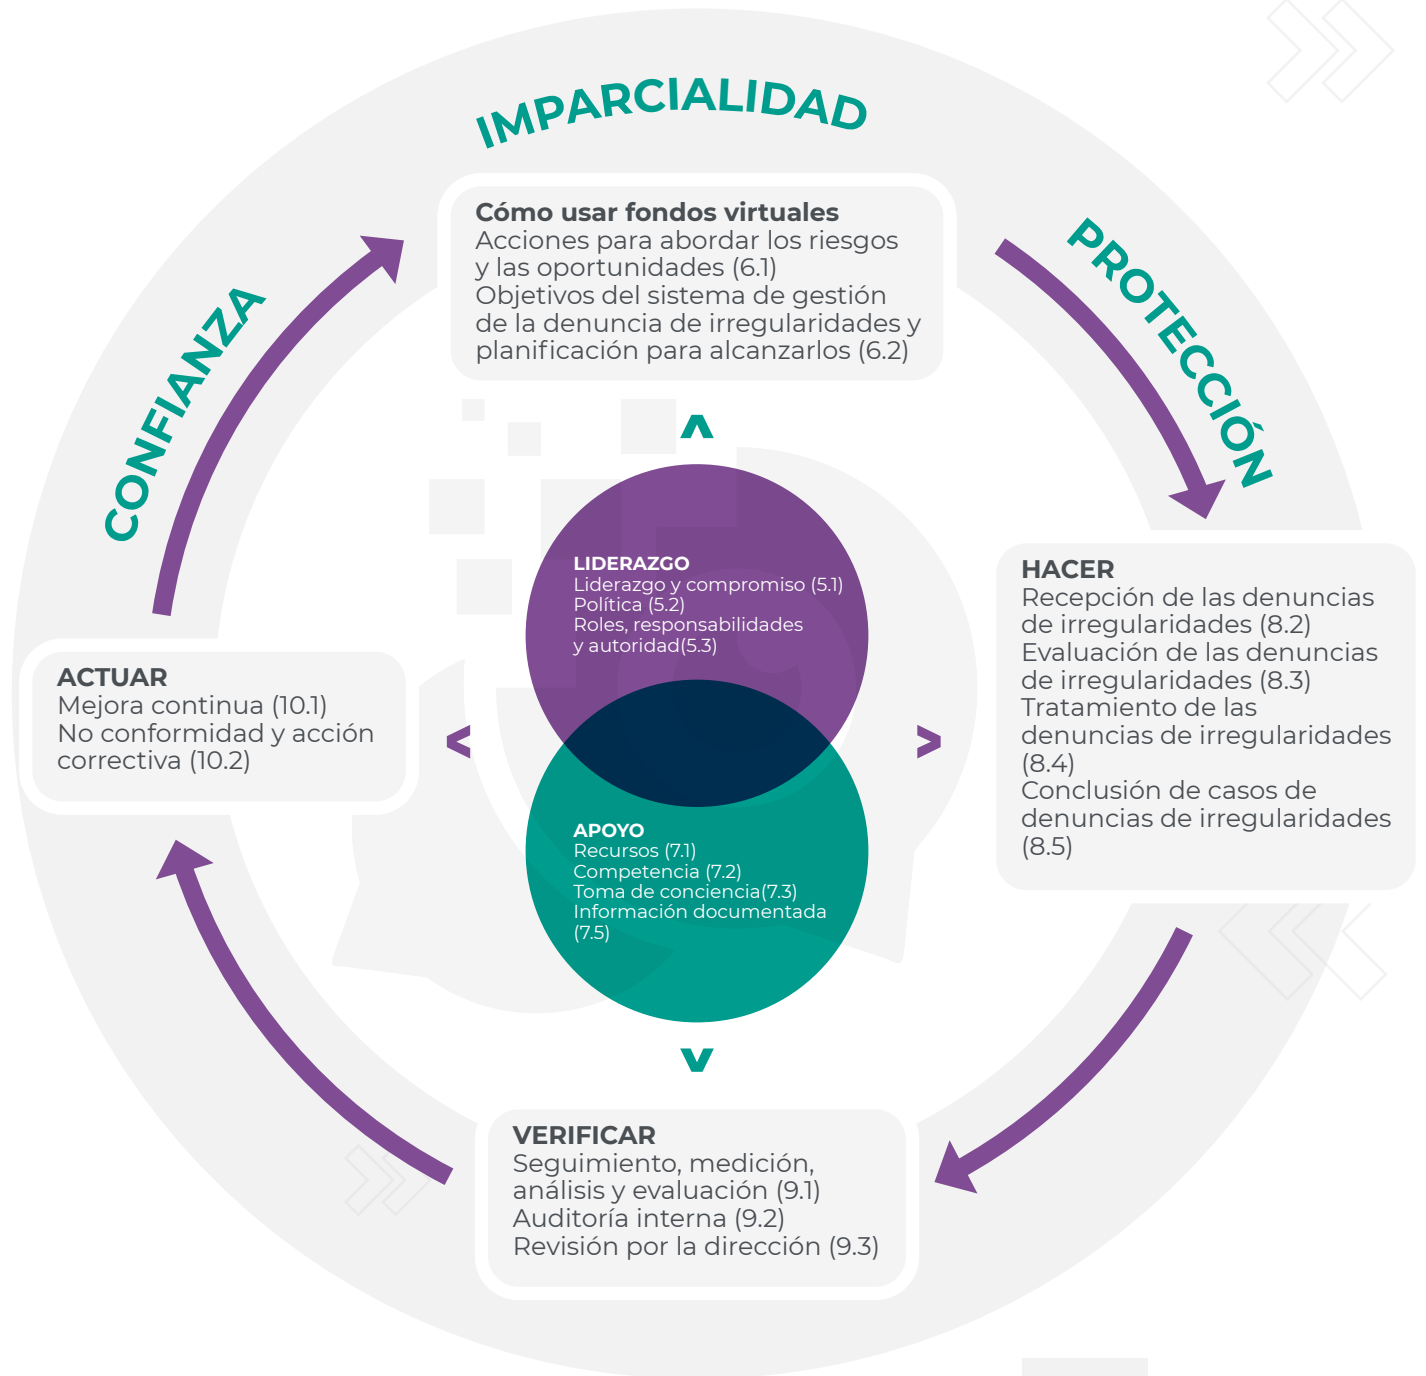 IMPARCIALIDAD
CONFIANZA
PROTECCIÓN
Cómo usar fondos virtuales
Acciones para abordar los riesgos
y las oportunidades (6.1)
Objetivos del sistema de gestión
de la denuncia de irregularidades y
planificación para alcanzarlos (6.2)
LIDERAZGO
Liderazgo y compromiso (5.1)
Política (5.2)
Roles, responsabilidades
y autoridad(5.3)
HACER
Recepción de las denuncias
de irregularidades (8.2)
Evaluación de las denuncias
de irregularidades (8.3)
Tratamiento de las
denuncias de irregularidades
(8.4)
Conclusión de casos de
denuncias de irregularidades
(8.5)
ACTUAR
Mejora continua (10.1)
No conformidad y acción
correctiva (10.2)
APOYO
Recursos (7.1)
Competencia (7.2)
Toma de conciencia(7.3)
Información documentada
(7.5)
VERIFICAR
Seguimiento, medición,
análisis y evaluación (9.1)
Auditoría interna (9.2)
Revisión por la dirección (9.3)